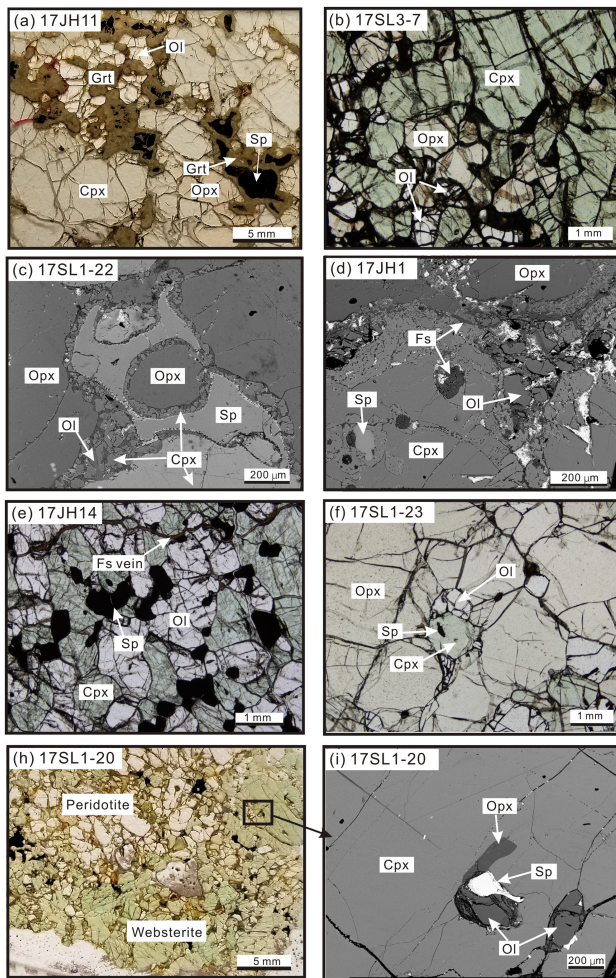 (a) 17JH11
Ol
Grt
Sp
Grt
Cpx
Opx
5 mm
(b) 17SL3-7
Cpx
Opx
Ol
1 mm
(c) 17SL1-22
Opx
Opx
Sp
Ol
Cpx
200 µm
(d) 17JH1
Opx
Fs
Sp
Ol
Cpx
200 µm
(e) 17JH14
Fs vein
Ol
Sp
Cpx
1 mm
(f) 17SL1-23
Ol
Opx
Sp
Cpx
1 mm
(h) 17SL1-20
Peridotite
Websterite
5 mm
(i) 17SL1-20
Opx
Cpx
Sp
Ol
200 µm